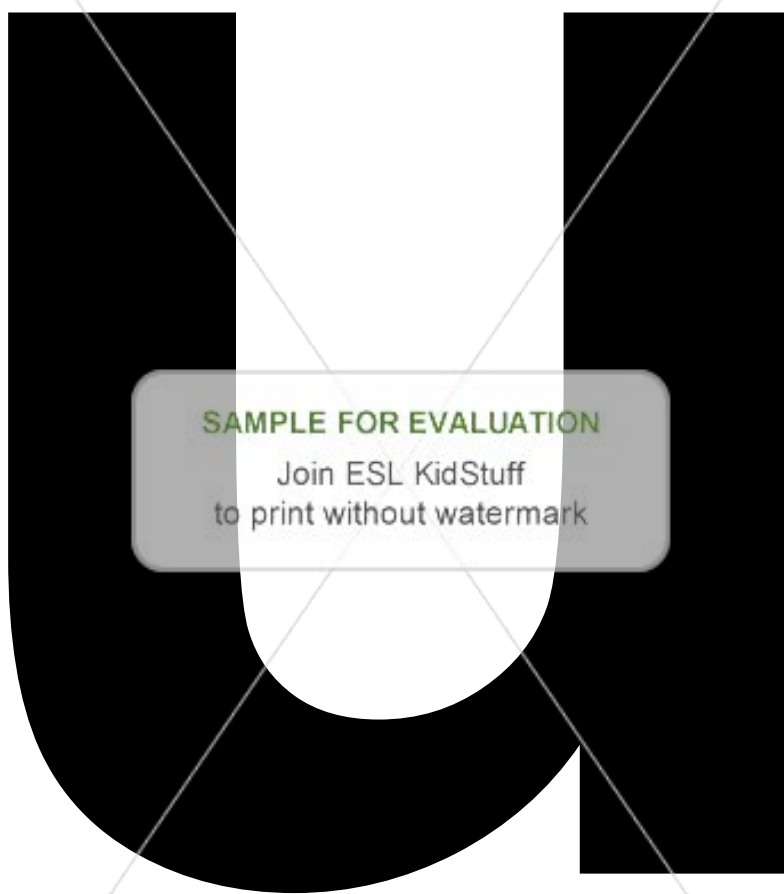 u
SAMPLE FOR EVALUATION
Join ESL KidStuff
to print without watermark